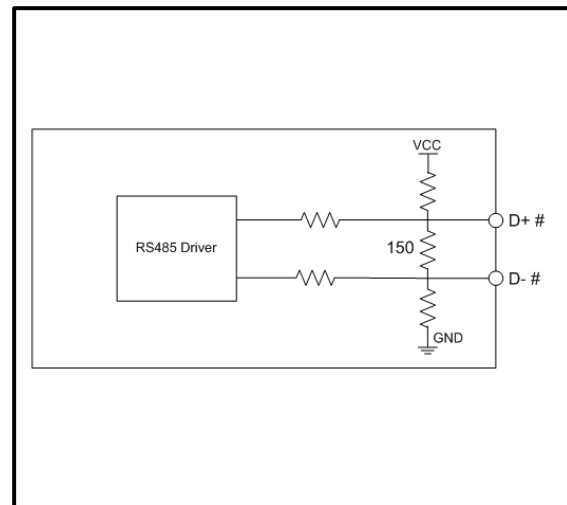 VCC
D+ #
RS485 Driver
150
D- #
GND